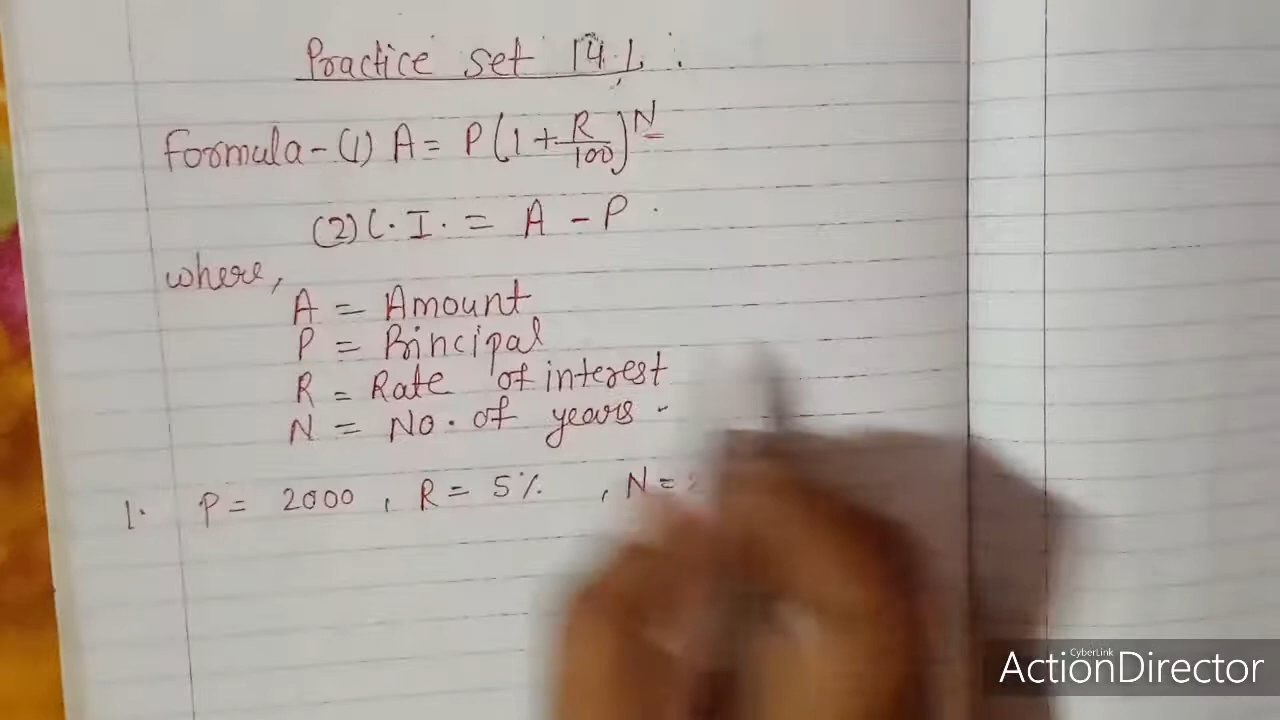 Practice set 14.1 :
Formula - (1) A = P(1 + R/100)^N
(2) C.I. = A - P .
where,
A = Amount
P = Principal
R = Rate of interest
N = No. of years .
1. P = 2000 , R = 5% , N =
CyberLink
ActionDirector